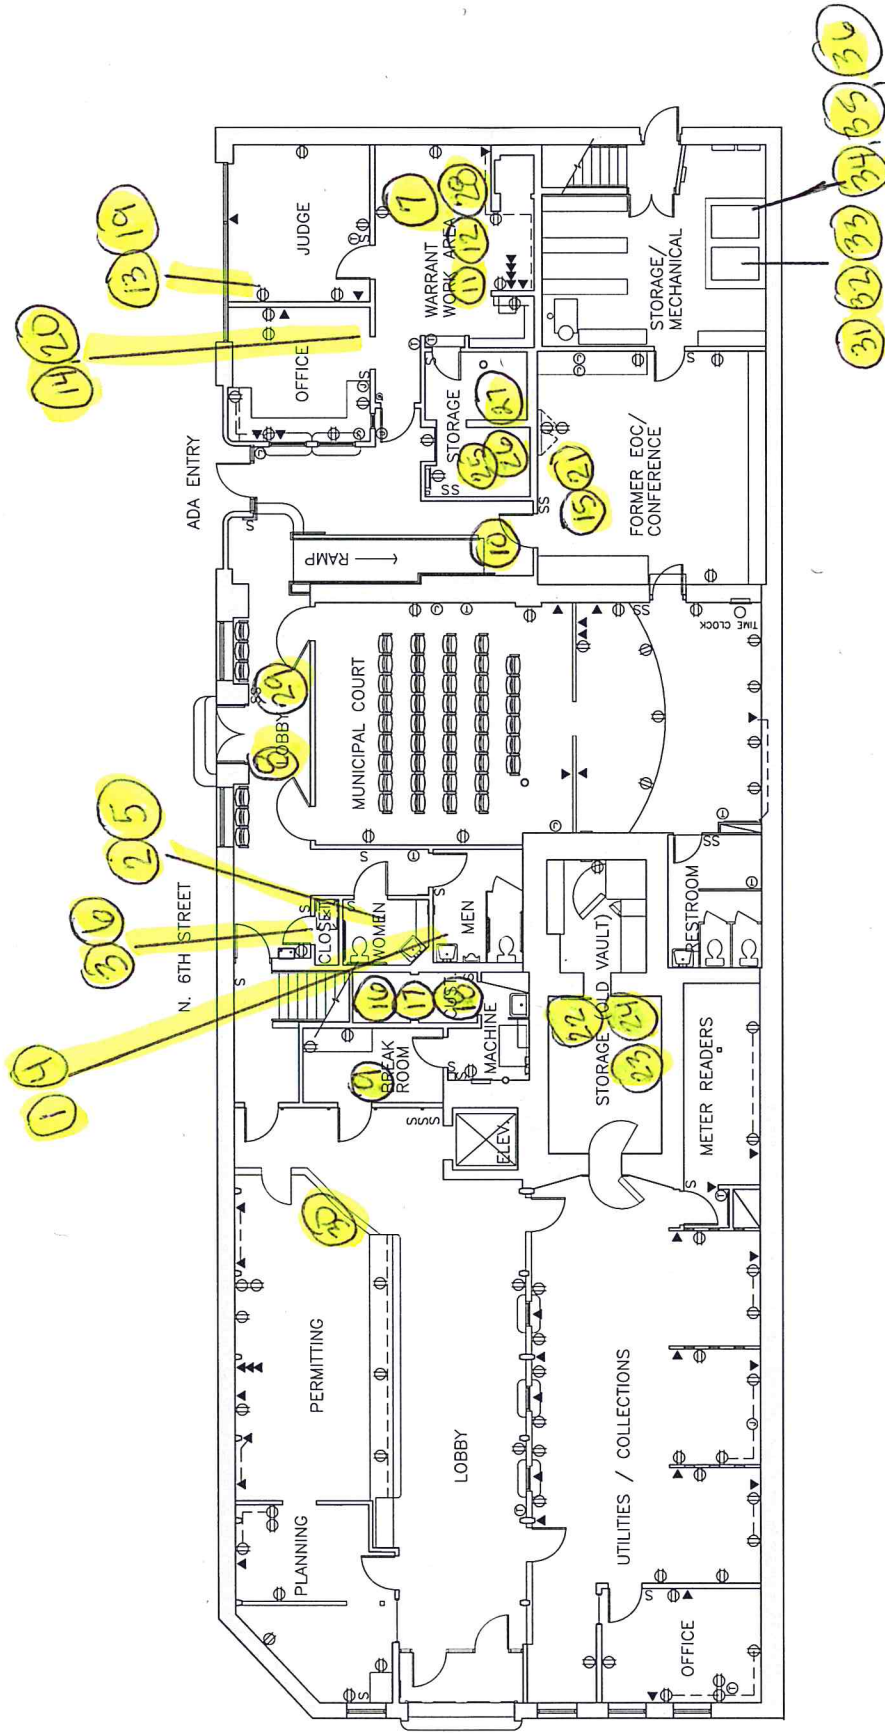 1 4
3 6
2 5
14 20
13 19
N. 6TH STREET
ADA ENTRY
PLANNING
PERMITTING
30
9
BREAK
ROOM
CLOSET
WOMEN
MEN
16 17 18
MACHINE
8 LOBBY 29
RAMP
OFFICE
JUDGE
MUNICIPAL COURT
7
WARRANT
WORK AREA
11 12 28
STORAGE
25 26 27
10
LOBBY
ELEV.
15 21
22 24
STORAGE (OLD VAULT)
23
FORMER EOC/
CONFERENCE
STORAGE/
MECHANICAL
UTILITIES / COLLECTIONS
OFFICE
METER READERS
RESTROOM
TIME CLOCK
31 32 33 34 35 36